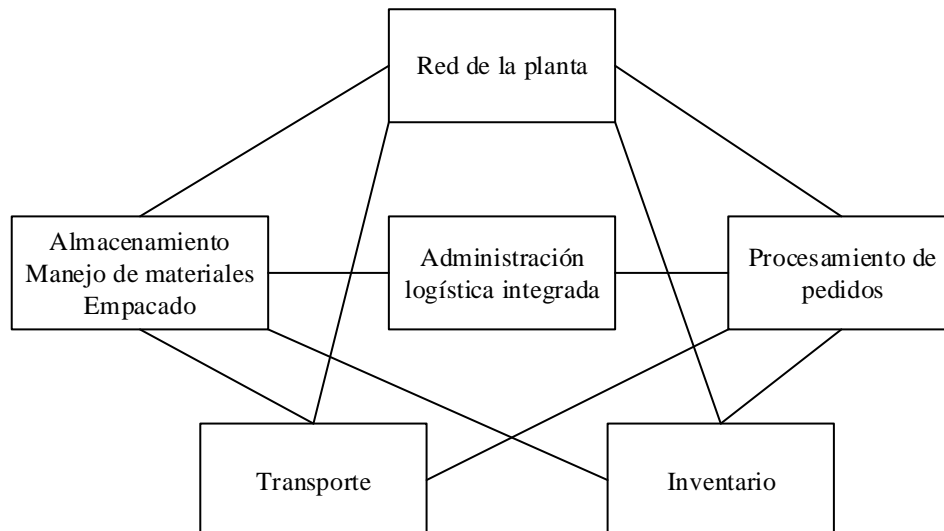 Red de la planta
Almacenamiento
Manejo de materiales
Empacado
Administración
logística integrada
Procesamiento de
pedidos
Transporte
Inventario